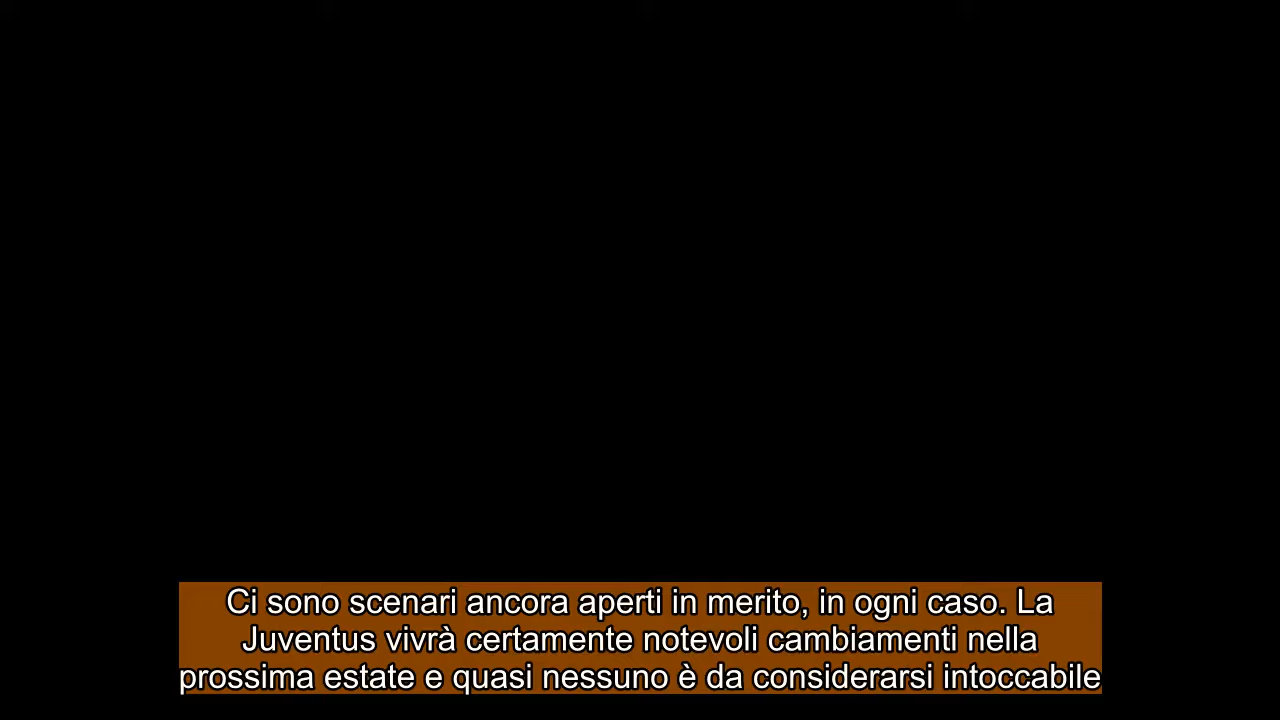 Ci sono scenari ancora aperti in merito, in ogni caso. La
Juventus vivrà certamente notevoli cambiamenti nella
prossima estate e quasi nessuno è da considerarsi intoccabile